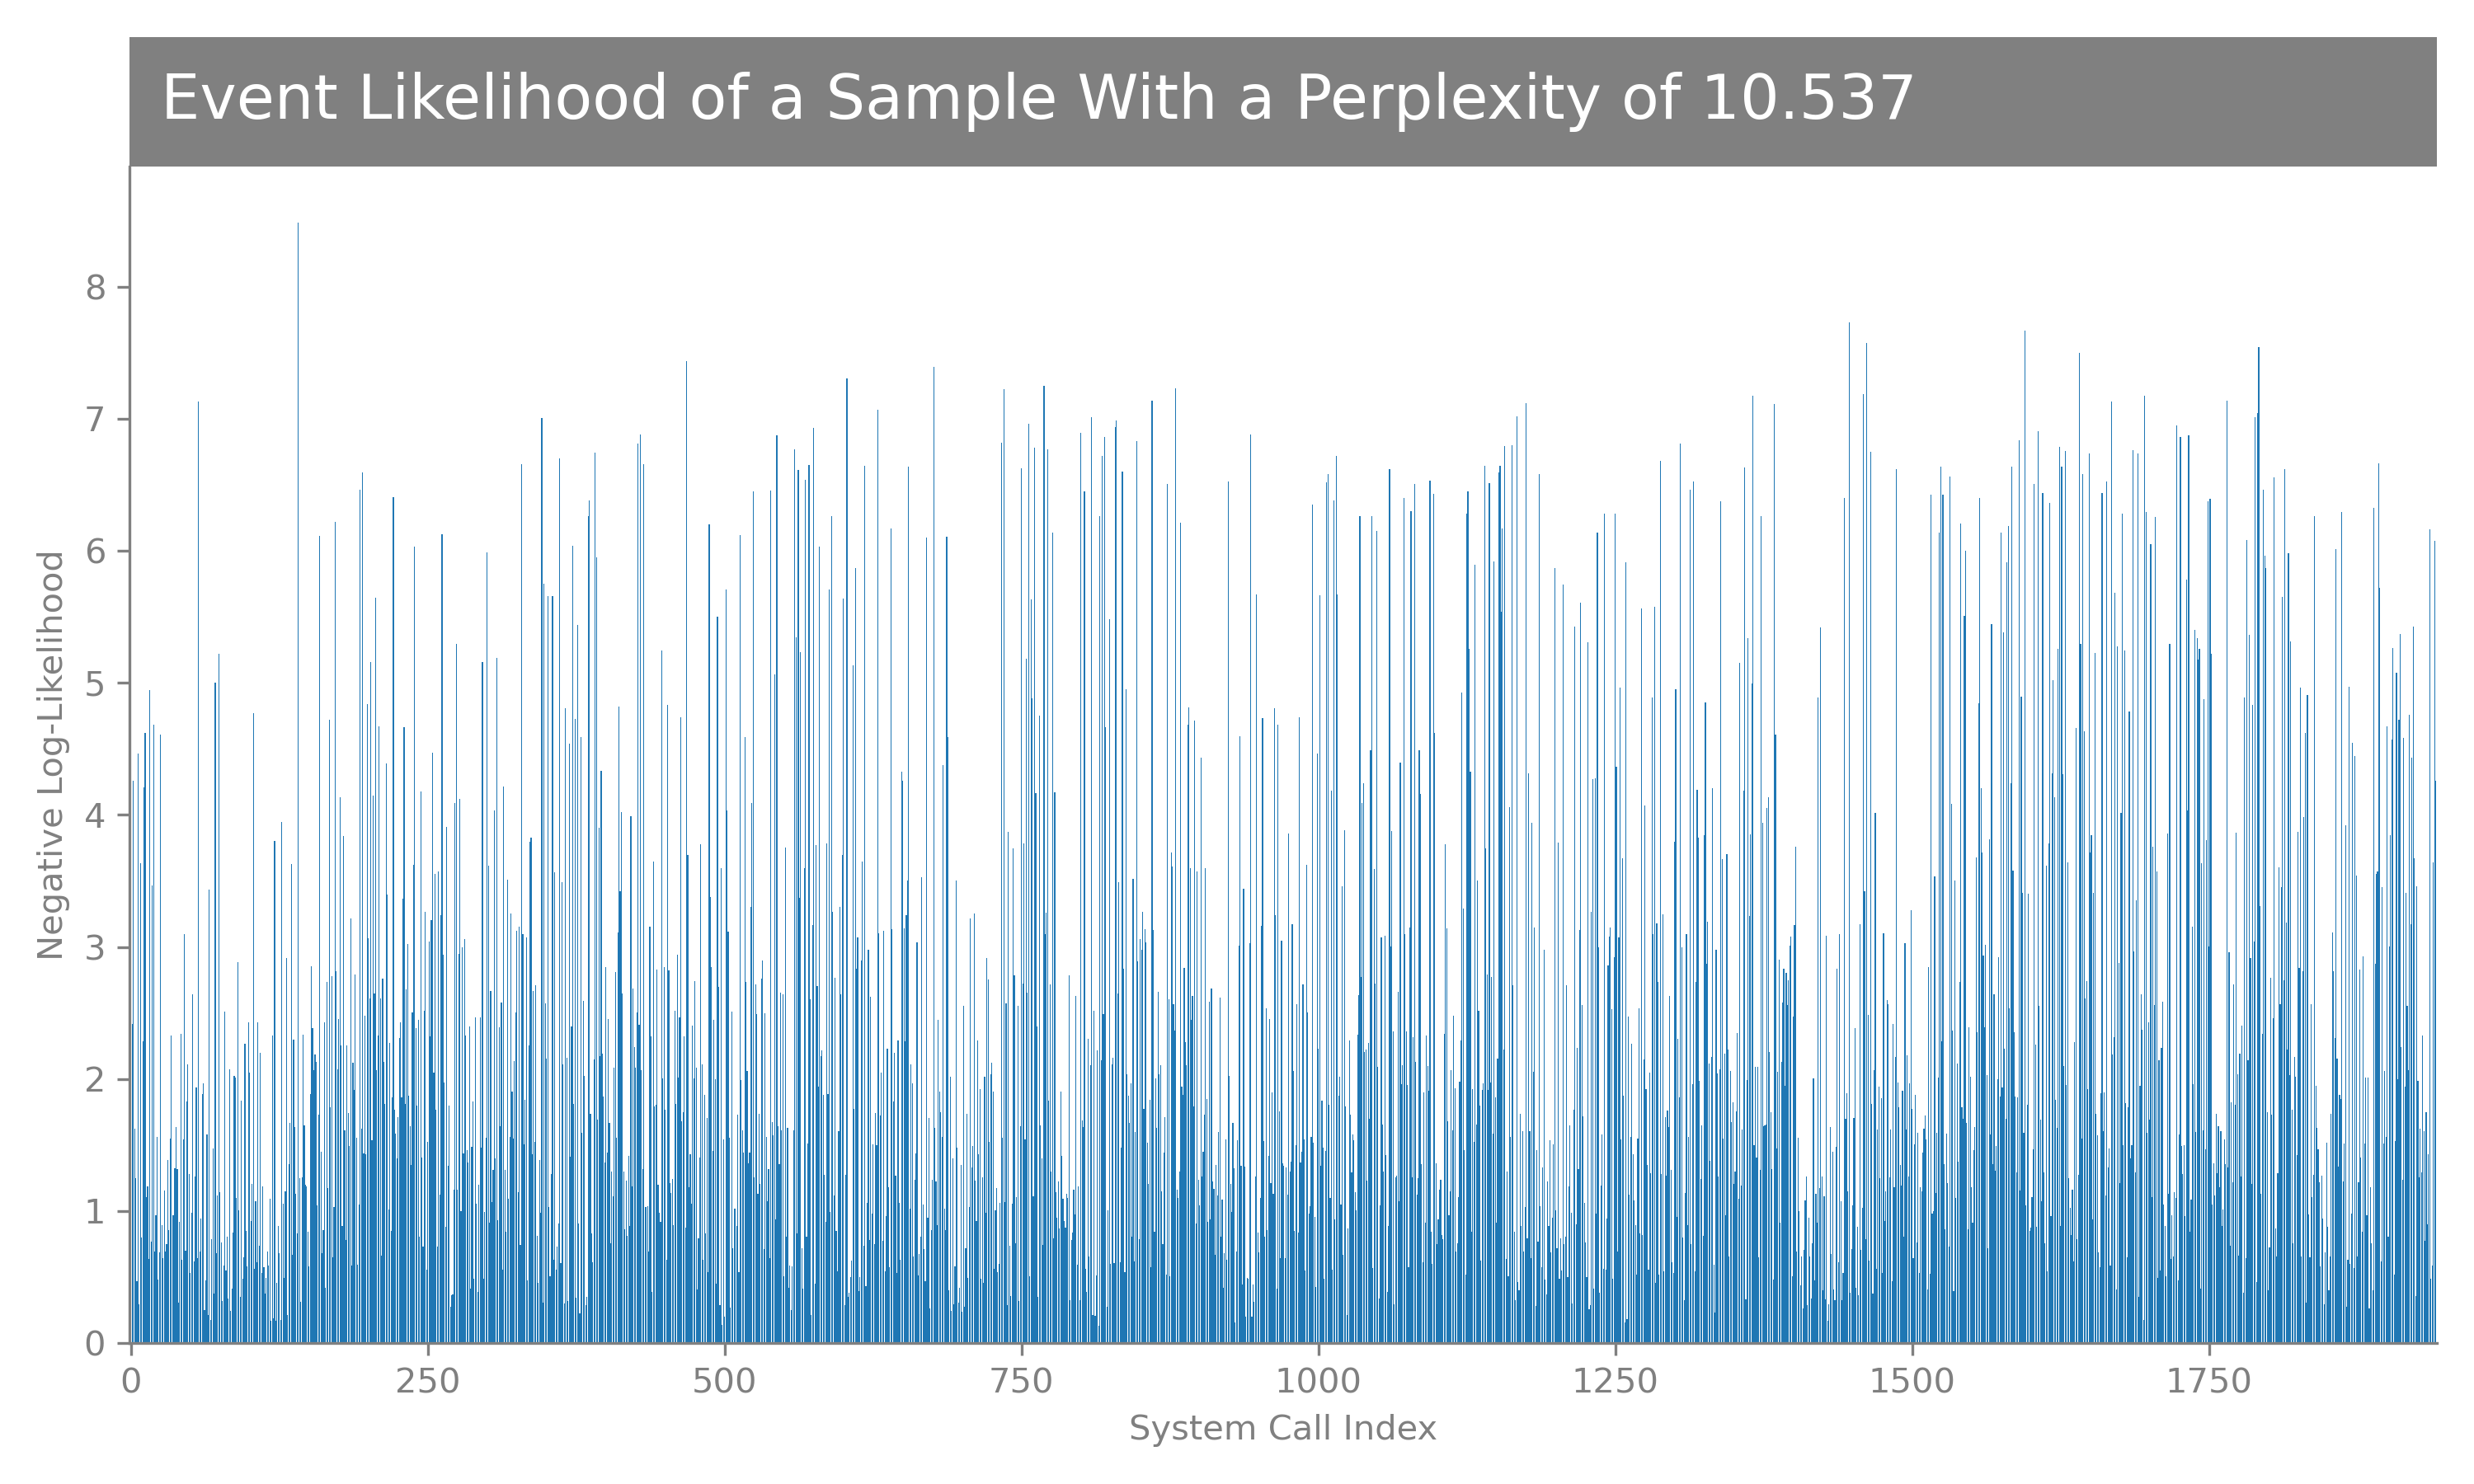 Event Likelihood of a Sample With a Perplexity of 10.537
8
7
6
5
4
3
2
1
0
Negative Log-Likelihood
0 250 500 750 1000 1250 1500 1750
System Call Index